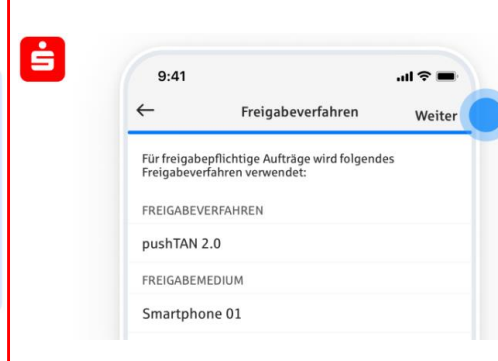 9:41
← Freigabeverfahren Weiter
Für freigabepflichtige Aufträge wird folgendes
Freigabeverfahren verwendet:
FREIGABEVERFAHREN
pushTAN 2.0
FREIGABEMEDIUM
Smartphone 01